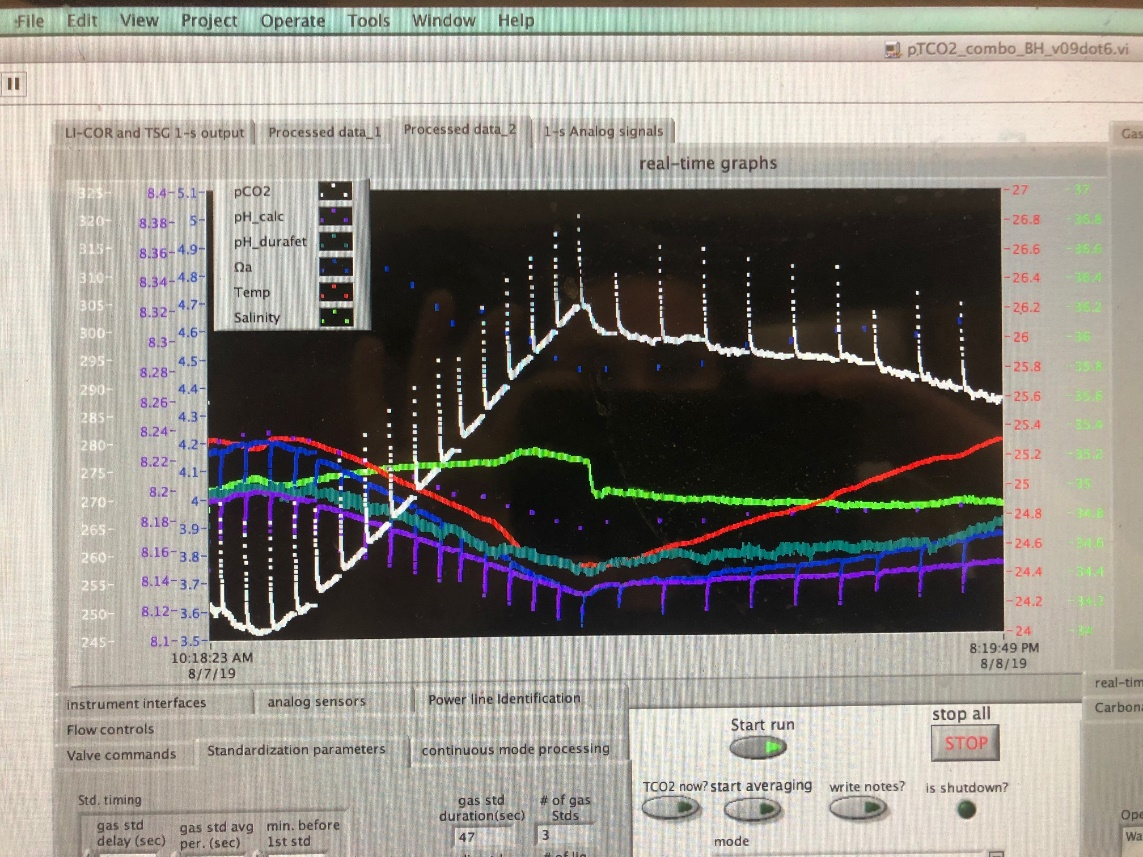 File Edit View Project Operate Tools Window Help
pTCO2_combo_BH_v09dot6.vi
LI-COR and TSG 1-s output Processed data_1 Processed data_2 1-s Analog signals
Gas
real-time graphs
pCO2
pH_calc
pH_durafet
Ωa
Temp
Salinity
325
320
315
310
305
300
295
290
285
280
275
270
265
260
255
250
245
8.4
8.38
8.36
8.34
8.32
8.3
8.28
8.26
8.24
8.22
8.2
8.18
8.16
8.14
8.12
8.1
5.1
5
4.9
4.8
4.7
4.6
4.5
4.4
4.3
4.2
4.1
4
3.9
3.8
3.7
3.6
3.5
27
26.8
26.6
26.4
26.2
26
25.8
25.6
25.4
25.2
25
24.8
24.6
24.4
24.2
24
10:18:23 AM
8/7/19
8:19:49 PM
8/8/19
instrument interfaces analog sensors Power line Identification
Flow controls
Valve commands Standardization parameters continuous mode processing
real-tim
Carbona
Start run
stop all
STOP
TCO2 now? start averaging write notes? is shutdown?
mode
Std. timing
gas std
delay (sec)
gas std avg
per. (sec)
min. before
1st std
gas std
duration(sec)
47
# of gas
Stds
3
Ope
Wa